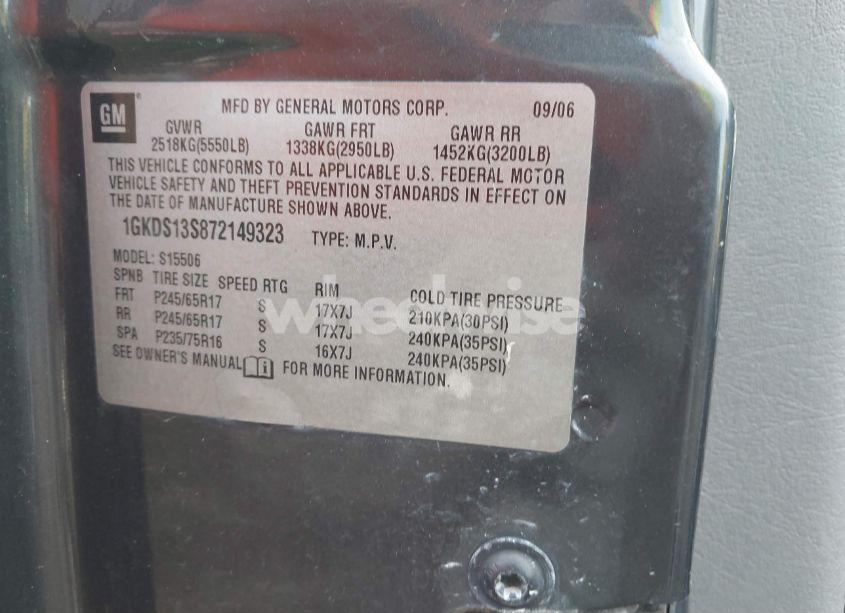 GM
MFD BY GENERAL MOTORS CORP. 09/06
GVWR GAWR FRT GAWR RR
2518KG(5550LB) 1338KG(2950LB) 1452KG(3200LB)
THIS VEHICLE CONFORMS TO ALL APPLICABLE U.S. FEDERAL MOTOR
VEHICLE SAFETY AND THEFT PREVENTION STANDARDS IN EFFECT ON
THE DATE OF MANUFACTURE SHOWN ABOVE.
1GKDS13S872149323 TYPE: M.P.V.
MODEL: S15506
SPNB TIRE SIZE SPEED RTG RIM COLD TIRE PRESSURE
FRT P245/65R17 S 17X7J 210KPA(30PSI)
RR P245/65R17 S 17X7J 240KPA(35PSI)
SPA P235/75R16 S 16X7J 240KPA(35PSI)
SEE OWNER'S MANUAL i FOR MORE INFORMATION.